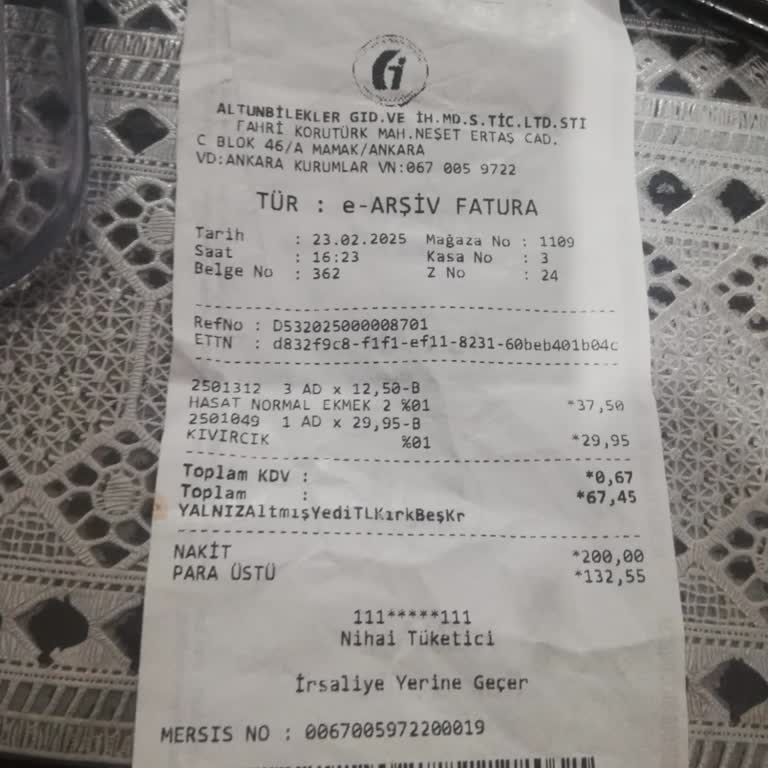 G
ALTUNBİLEKLER GID.VE İH.MD.S.TİC.LTD.STI
FAHRİ KORUTÜRK MAH.NEŞET ERTAŞ CAD.
C BLOK 46/A MAMAK/ANKARA
VD:ANKARA KURUMLAR VN:067 005 9722
TÜR : e-ARŞİV FATURA
Tarih : 23.02.2025 Mağaza No : 1109
Saat : 16:23 Kasa No : 3
Belge No : 362 Z No : 24
RefNo : D532025000008701
ETTN : d832f9c8-f1f1-ef11-8231-60beb401b04c
2501312 3 AD x 12,50-B
HASAT NORMAL EKMEK 2 %01 *37,50
2501049 1 AD x 29,95-B
KIVIRCIK %01 *29,95
Toplam KDV : *0,67
Toplam : *67,45
YALNIZAltmışYediTLKırkBeşKr
NAKİT *200,00
PARA ÜSTÜ *132,55
111*****111
Nihai Tüketici
İrsaliye Yerine Geçer
MERSIS NO : 0067005972200019